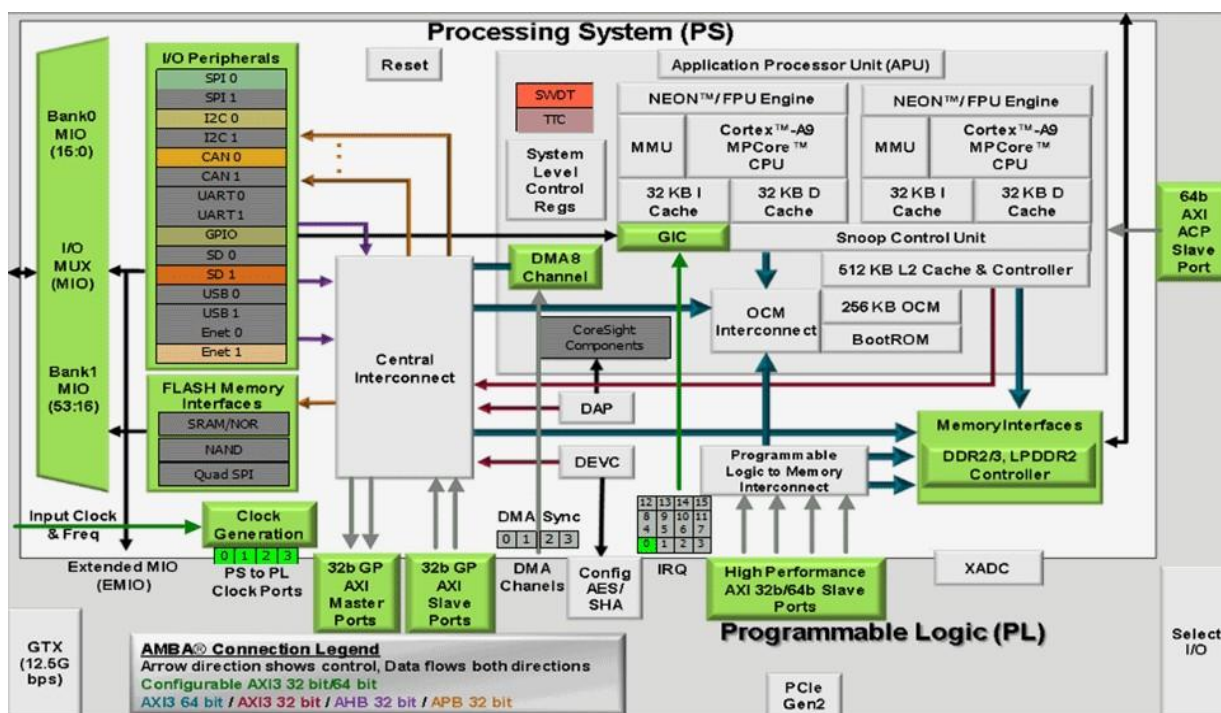 Processing System (PS)
Bank0
MIO
(15:0)
I/O
MUX
(MIO)
Bank1
MIO
(53:16)
I/O Peripherals
SPI 0
SPI 1
I2C 0
I2C 1
CAN 0
CAN 1
UART0
UART1
GPIO
SD 0
SD 1
USB 0
USB 1
Enet 0
Enet 1
FLASH Memory
Interfaces
SRAM/NOR
NAND
Quad SPI
Reset
Application Processor Unit (APU)
SWDT
TTC
System
Level
Control
Regs
NEON™/FPU Engine
MMU
Cortex™-A9
MPCore™
CPU
32 KB I
Cache
32 KB D
Cache
NEON™/FPU Engine
MMU
Cortex™-A9
MPCore™
CPU
32 KB I
Cache
32 KB D
Cache
GIC
Snoop Control Unit
DMA8
Channel
512 KB L2 Cache & Controller
OCM
Interconnect
256 KB OCM
BootROM
CoreSight
Components
Central
Interconnect
DAP
DEVC
Programmable
Logic to Memory
Interconnect
Memory Interfaces
DDR2/3, LPDDR2
Controller
64b
AXI
ACP
Slave
Port
Input Clock
& Freq
Clock
Generation
0 1 2 3
PS to PL
Clock Ports
Extended MIO
(EMIO)
32b GP
AXI
Master
Ports
32b GP
AXI
Slave
Ports
DMA Sync
0 1 2 3
DMA
Channels
Config
AES/
SHA
12 13 14 15
8 9 10 11
4 5 6 7
0 1 2 3
IRQ
High Performance
AXI 32b/64b Slave
Ports
XADC
Programmable Logic (PL)
GTX
(12.5G
bps)
AMBA® Connection Legend
Arrow direction shows control, Data flows both directions
Configurable AXI3 32 bit/64 bit
AXI3 64 bit / AXI3 32 bit / AHB 32 bit / APB 32 bit
PCIe
Gen2
Select
I/O